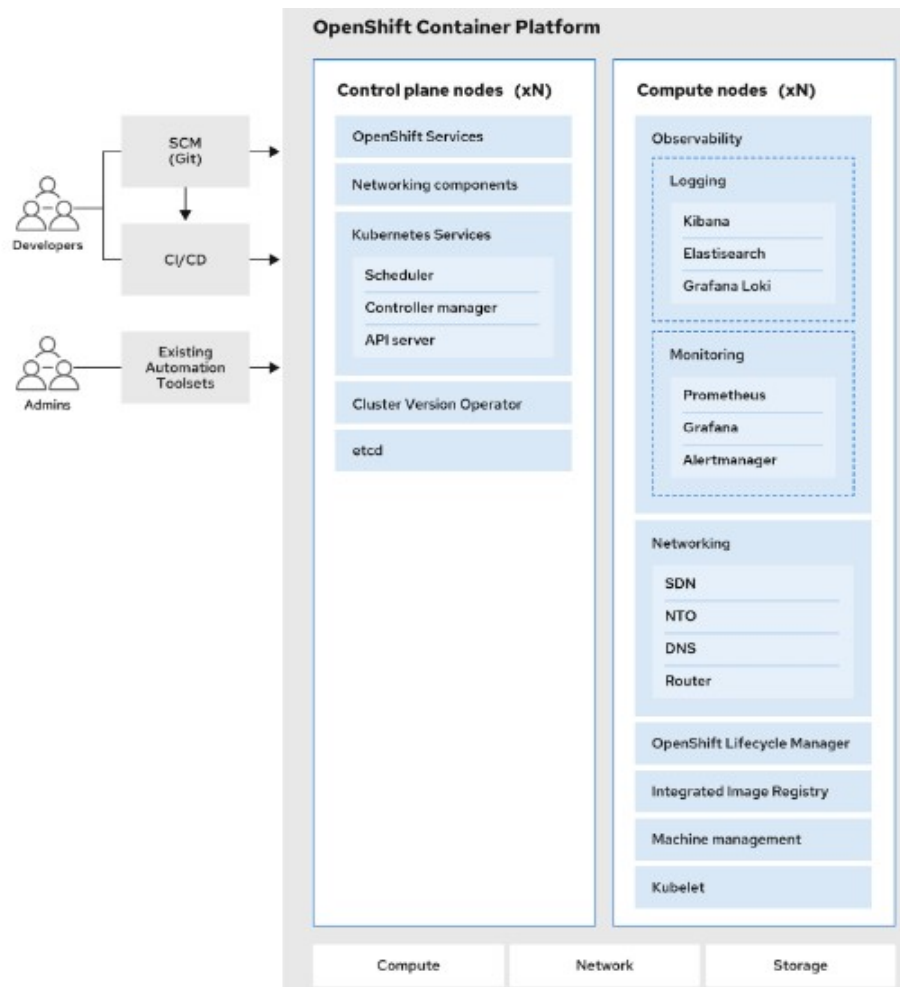 OpenShift Container Platform
SCM
(Git)
CI/CD
Developers
Existing
Automation
Toolsets
Admins
Control plane nodes (xN)
OpenShift Services
Networking components
Kubernetes Services
Scheduler
Controller manager
API server
Cluster Version Operator
etcd
Compute nodes (xN)
Observability
Logging
Kibana
Elastisearch
Grafana Loki
Monitoring
Prometheus
Grafana
Alertmanager
Networking
SDN
NTO
DNS
Router
OpenShift Lifecycle Manager
Integrated Image Registry
Machine management
Kubelet
Compute
Network
Storage